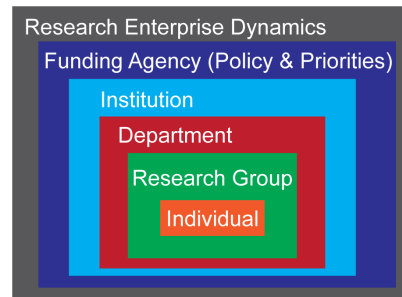 Research Enterprise Dynamics
Funding Agency (Policy & Priorities)
Institution
Department
Research Group
Individual